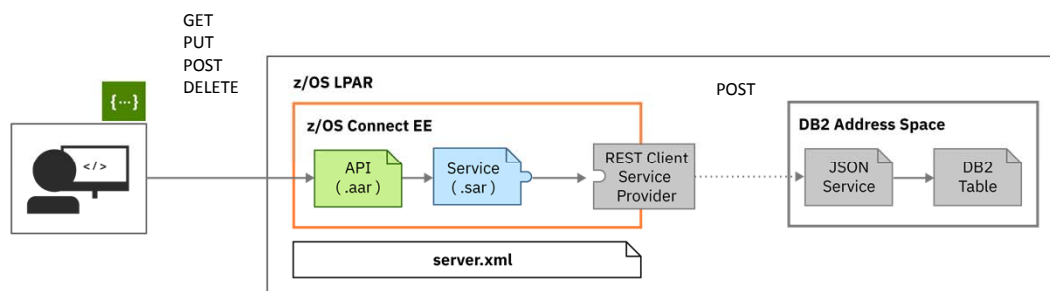 GET
PUT
POST
DELETE
{...}
</>
z/OS LPAR
POST
z/OS Connect EE
API
(.aar)
Service
(.sar)
REST Client
Service
Provider
DB2 Address Space
JSON
Service
DB2
Table
server.xml